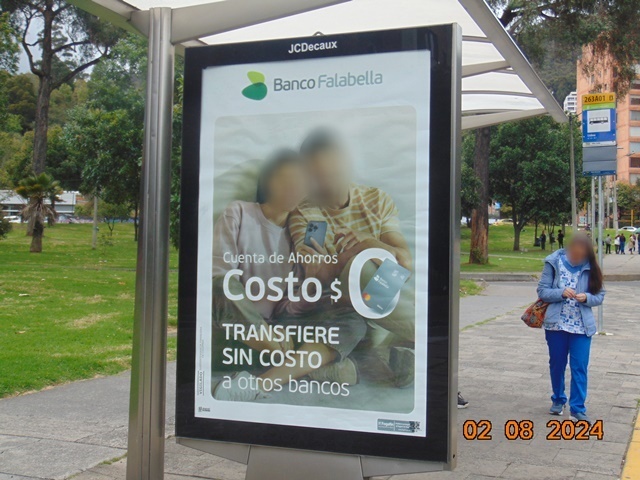 JCDecaux
Banco Falabella
Cuenta de Ahorros
Costo $0
TRANSFIERE
SIN COSTO
a otros bancos
02 08 2024